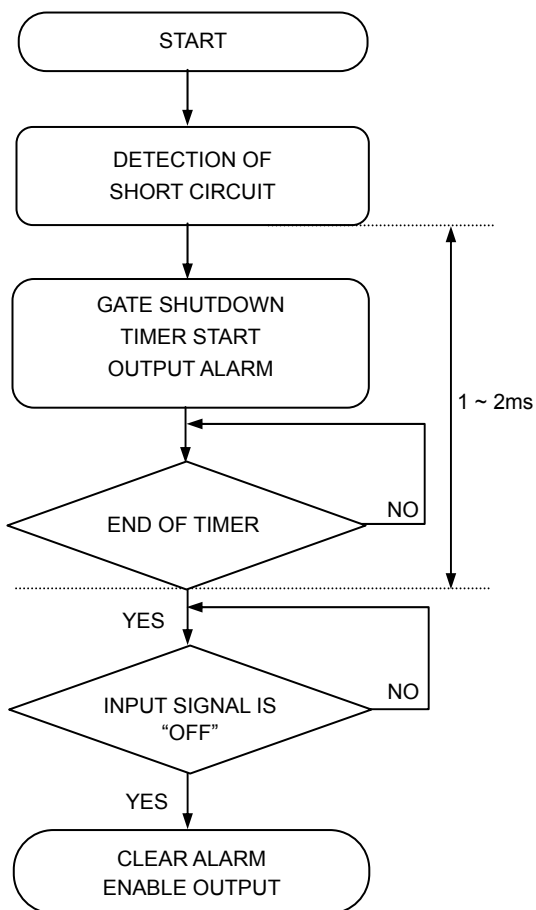 START
DETECTION OF
SHORT CIRCUIT
GATE SHUTDOWN
TIMER START
OUTPUT ALARM
1 ~ 2ms
END OF TIMER
NO
YES
INPUT SIGNAL IS
“OFF”
NO
YES
CLEAR ALARM
ENABLE OUTPUT